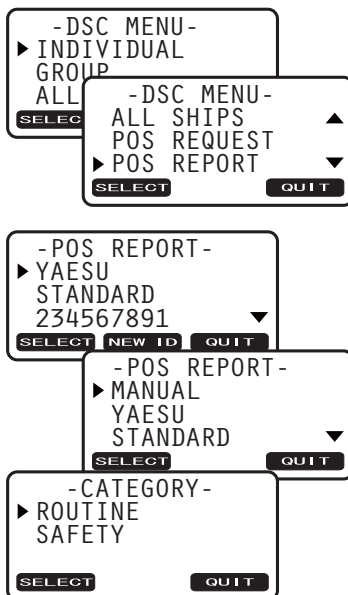 -DSC MENU-
INDIVIDUAL
GROUP
ALL
SELEC
-DSC MENU-
ALL SHIPS
POS REQUEST
POS REPORT
SELECT QUIT
-POS REPORT-
YAESU
STANDARD
234567891
SELECT NEW ID QUIT
-POS REPORT-
MANUAL
YAESU
STANDARD
SELECT QUIT
-CATEGORY-
ROUTINE
SAFETY
SELECT QUIT